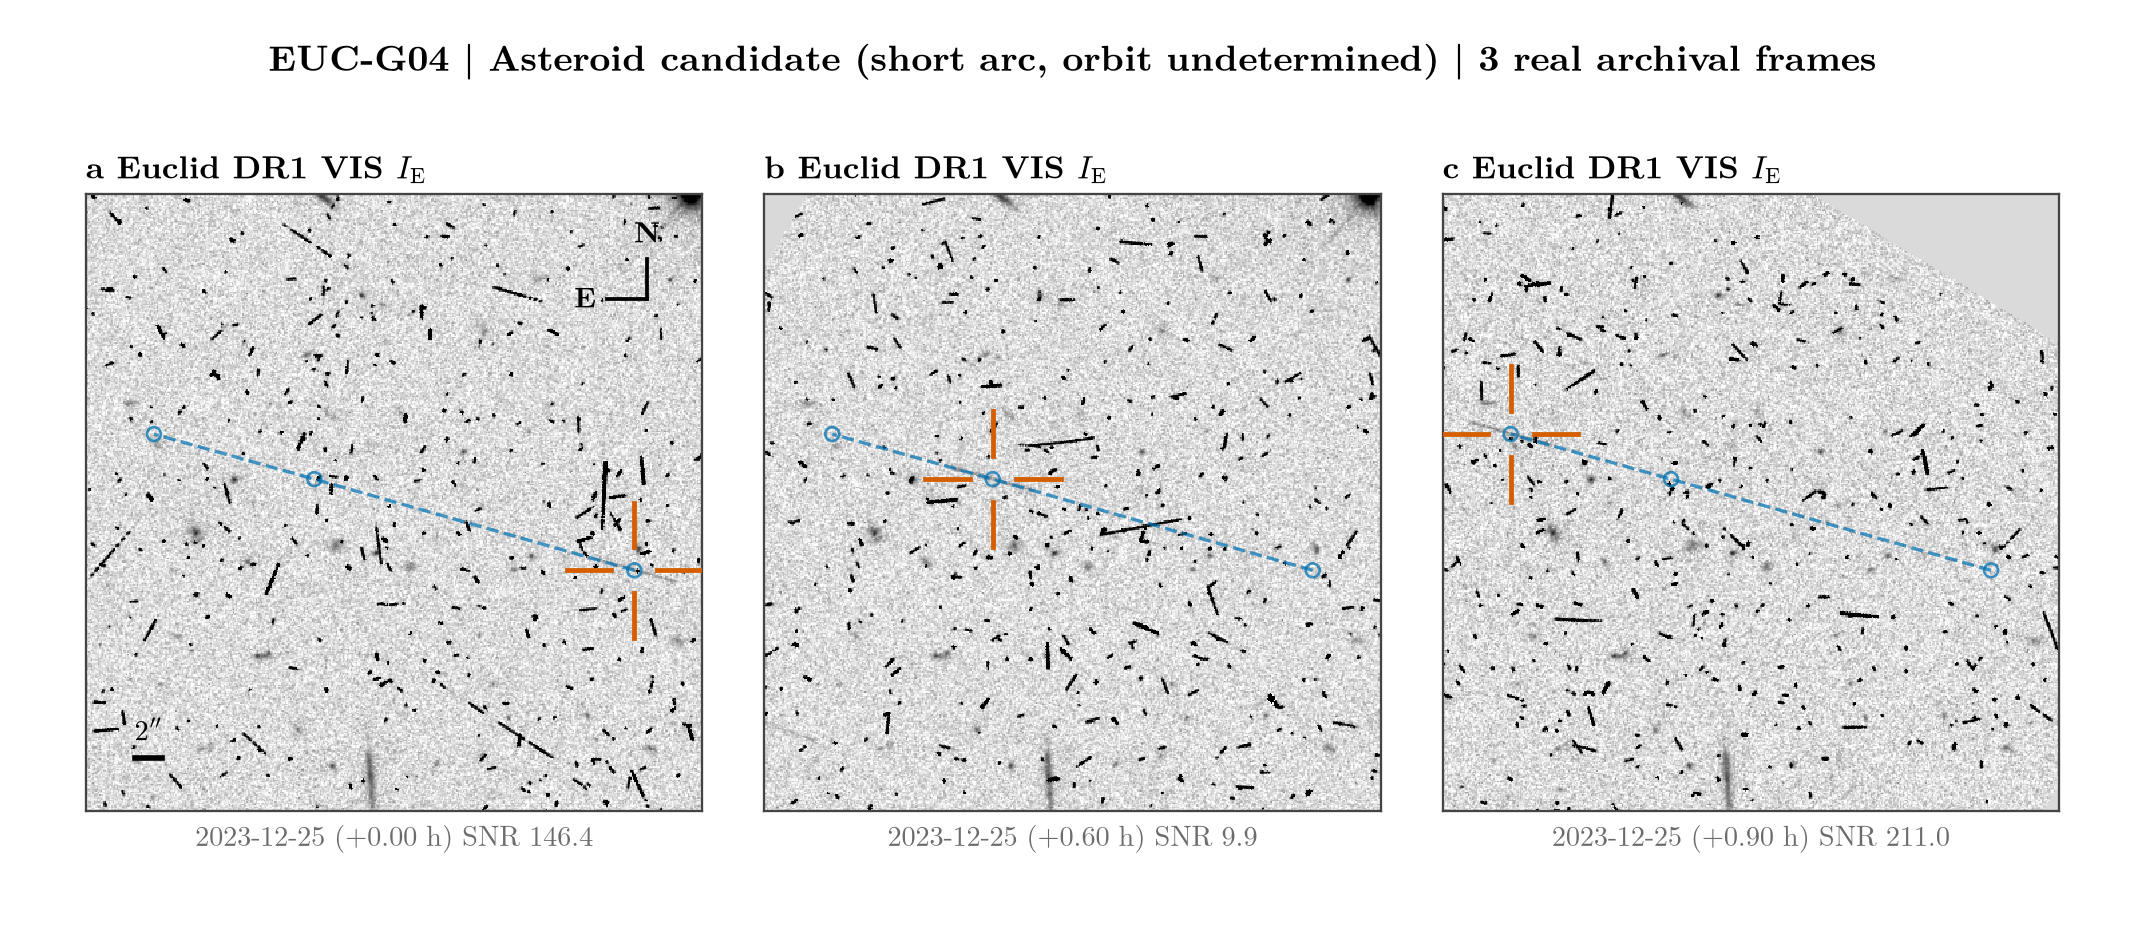 EUC-G04 | Asteroid candidate (short arc, orbit undetermined) | 3 real archival frames
a Euclid DR1 VIS I_E
b Euclid DR1 VIS I_E
c Euclid DR1 VIS I_E
N
E
2″
2023-12-25 (+0.00 h) SNR 146.4
2023-12-25 (+0.60 h) SNR 9.9
2023-12-25 (+0.90 h) SNR 211.0